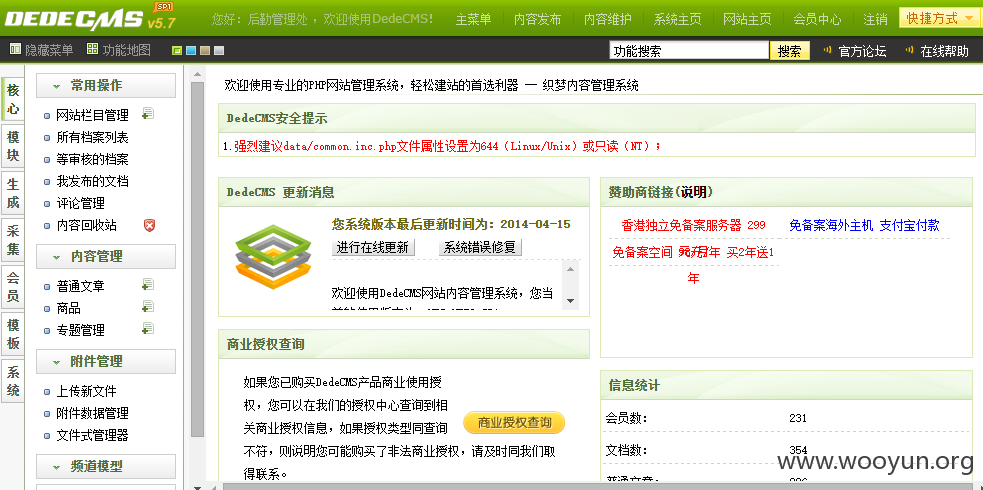 DEDECMS v5.7 SP1
您好：后勤管理处 ，欢迎使用DedeCMS！ 主菜单 内容发布 内容维护 系统主页 网站主页 会员中心 注销 快捷方式
隐藏菜单 功能地图 功能搜索 搜索 官方论坛 在线帮助
核心
模块
生成
采集
会员
模板
系统
常用操作
网站栏目管理
所有档案列表
等审核的档案
我发布的文档
评论管理
内容回收站
内容管理
普通文章
商品
专题管理
附件管理
上传新文件
附件数据管理
文件式管理器
频道模型
欢迎使用专业的PHP网站管理系统，轻松建站的首选利器 — 织梦内容管理系统
DedeCMS安全提示
1.强烈建议data/common.inc.php文件属性设置为644（Linux/Unix）或只读（NT）；
DedeCMS 更新消息
您系统版本最后更新时间为：2014-04-15
进行在线更新 系统错误修复
欢迎使用DedeCMS网站内容管理系统，您当
商业授权查询
如果您已购买DedeCMS产品商业使用授
权，您可以在我们的授权中心查询到相
关商业授权信息，如果授权类型同查询
不符，则说明您可能购买了非法商业授权，请及时同我们取
得联系。
商业授权查询
赞助商链接(说明)
香港独立免备案服务器 299
免备案海外主机 支付宝付款
免备案空间 年 买2年送1
年
信息统计
会员数： 231
文档数： 354
www.wooyun.org